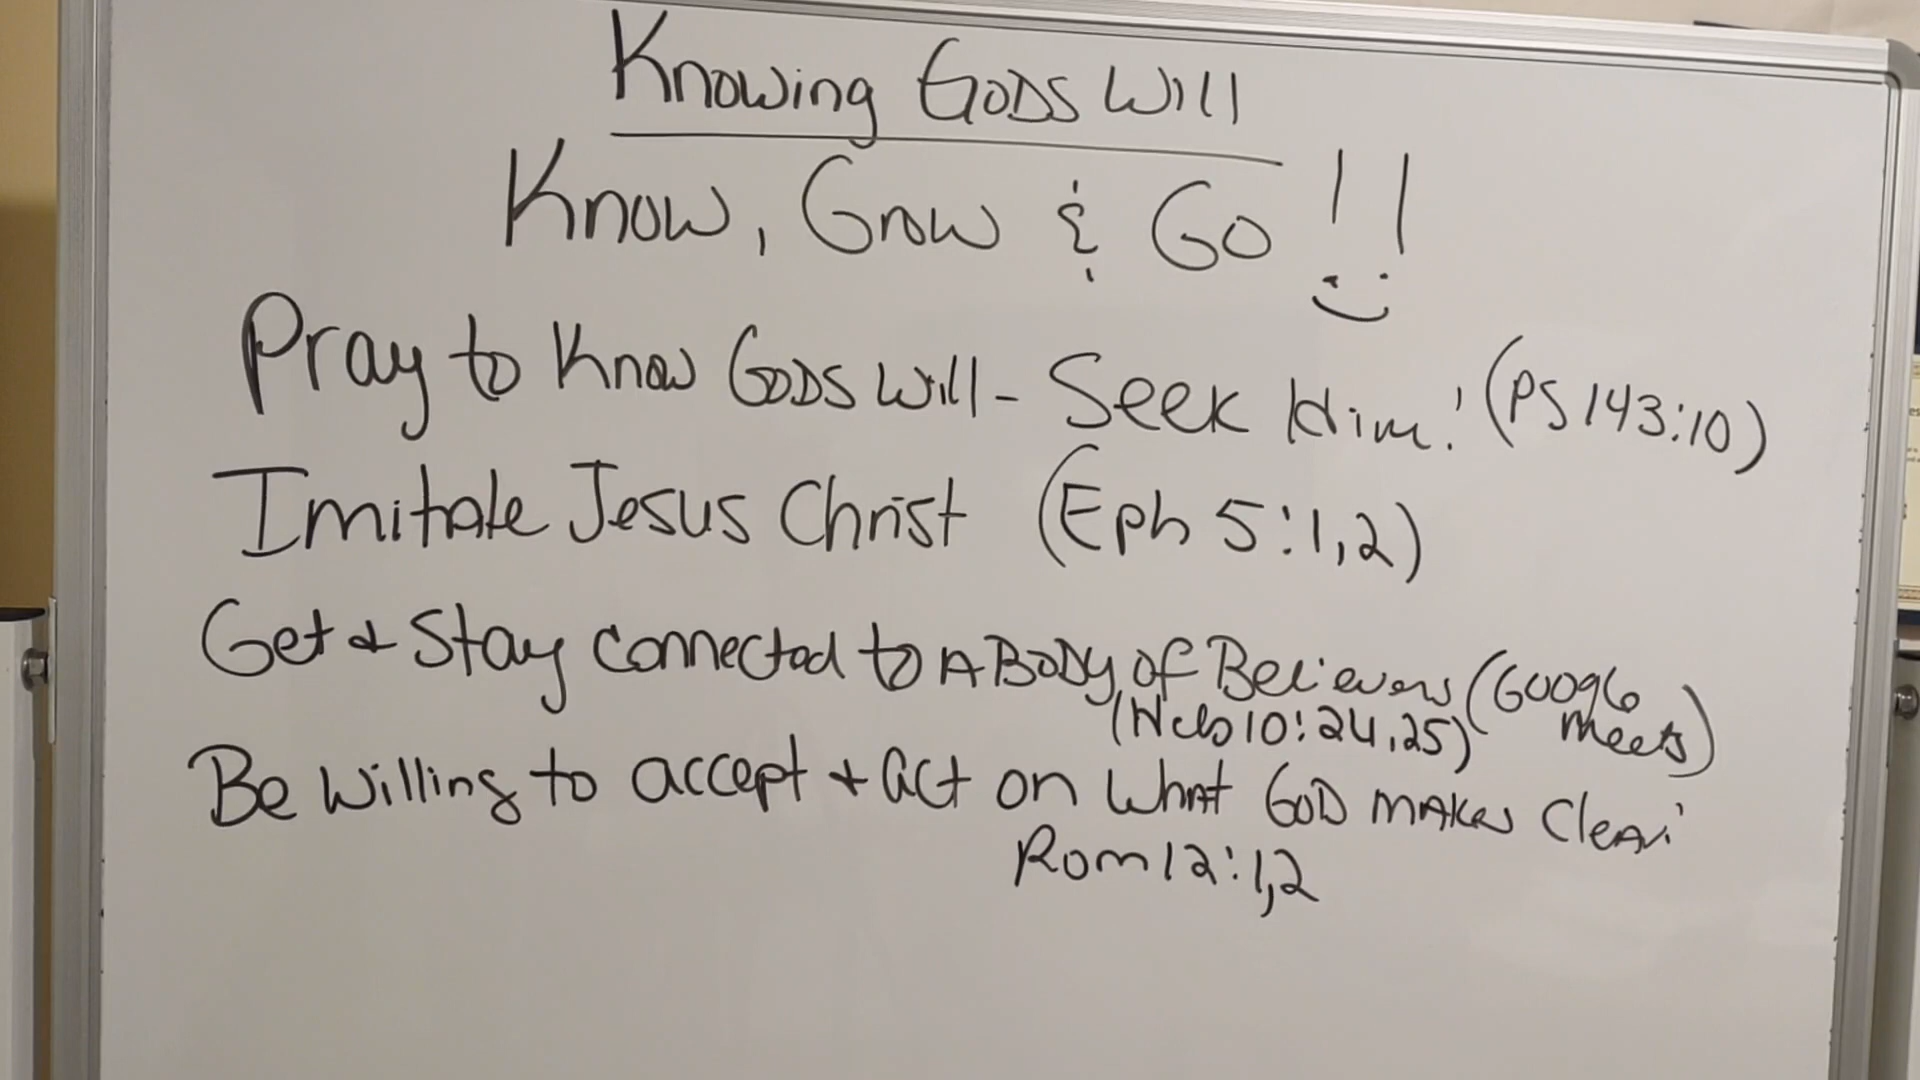 Knowing GODS Will
Know, Grow & Go !!
Pray to Know GODS Will - Seek Him! (PS 143:10)
Imitate Jesus Christ (Eph 5:1,2)
Get + Stay connected to A BODY of Believers (Google Meets)
(Heb 10:24,25)
Be Willing to accept + act on What GOD makes Clear!
Rom 12:1,2